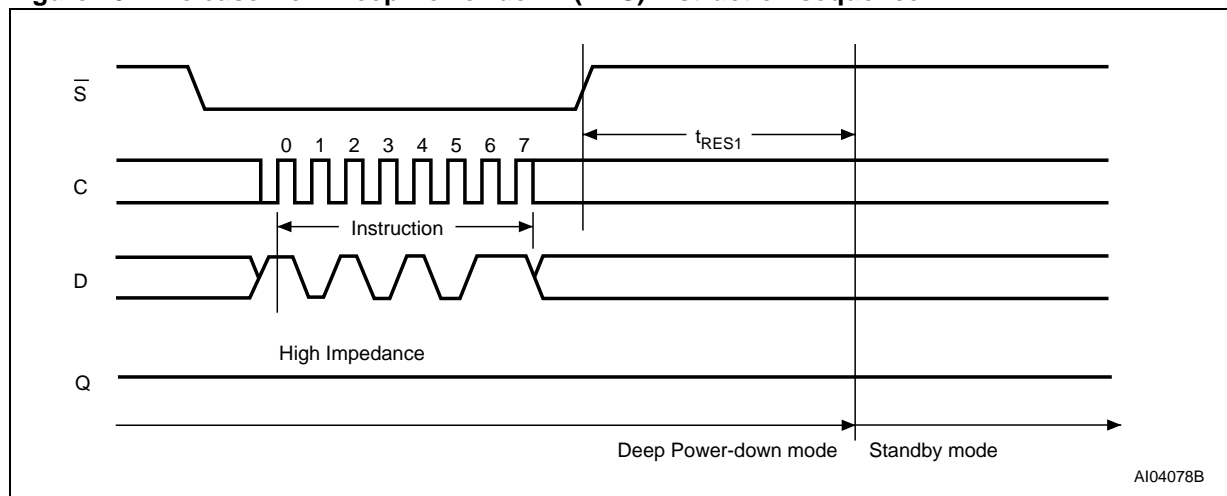 S
0 1 2 3 4 5 6 7
tRES1
C
Instruction
D
High Impedance
Q
Deep Power-down mode Standby mode
AI04078B